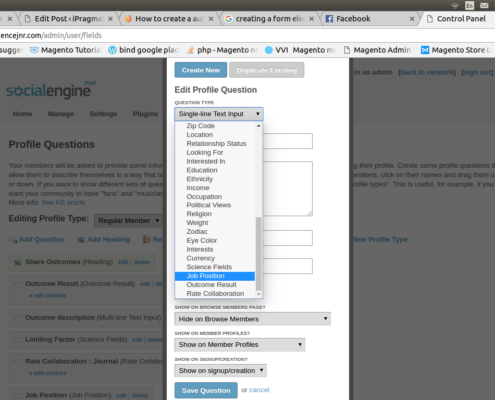 Edit Post ‹ iPragma
How to create a au
creating a form ele
Facebook
Control Panel
encejnr.com/admin/user/fields
sugge
Magento Tutoria
bind google place
php - Magento n
VVI Magento m
Magento Admin
Magento Store L
in as admin [back to network] [sign out]
socialengine
Home Manage Settings Plugins
Create New Duplicate Existing
Edit Profile Question
QUESTION TYPE
Single-line Text Input
Zip Code
Location
Relationship Status
Looking For
Interested In
Education
Ethnicity
Income
Occupation
Political Views
Religion
Weight
Zodiac
Eye Color
Interests
Currency
Science Fields
Job Position
Outcome Result
Rate Collaboration
SHOW ON BROWSE MEMBERS PAGE?
Hide on Browse Members
SHOW ON MEMBER PROFILES?
Show on Member Profiles
SHOW ON SIGNUP/CREATION?
Show on signup/creation
Save Question or cancel
Profile Questions
Your members will be asked to provide some infor
allow them to describe themselves in a way that re
or down. If you want to show different sets of ques
want your community to have "fans" and "musician
More info: See KB article
Editing Profile Type: Regular Member
Add Question Add Heading Re
Share Outcomes (Heading) edit | delete
Outcome Result (Outcome Result) edit | de
+ edit choices
Outcome description (Multi-line Text Input)
Limiting Factor (Science Fields) edit | delete
Rate Collaboration : Journal (Rate Collabo
+ edit choices
Job Position (Job Position) edit | delete
g their profile. Create some profile questions (
estions, click on their names and drag them u
ofile types". This is useful, for example, if you
New Profile Type